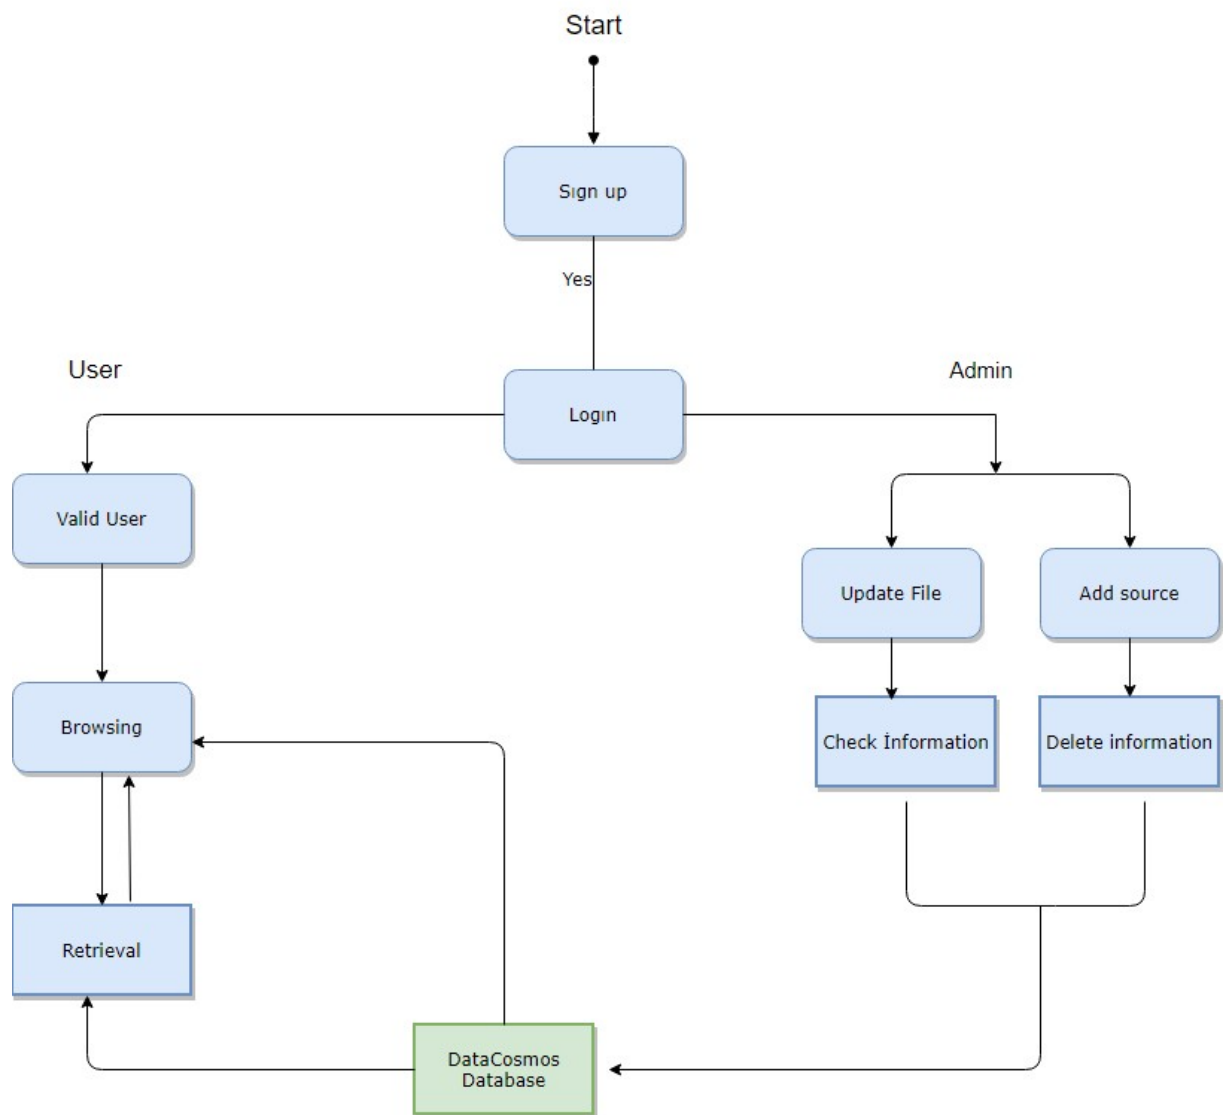 Start
Sign up
Yes
User
Admin
Login
Valid User
Update File
Add source
Browsing
Check İnformation
Delete information
Retrieval
DataCosmos
Database